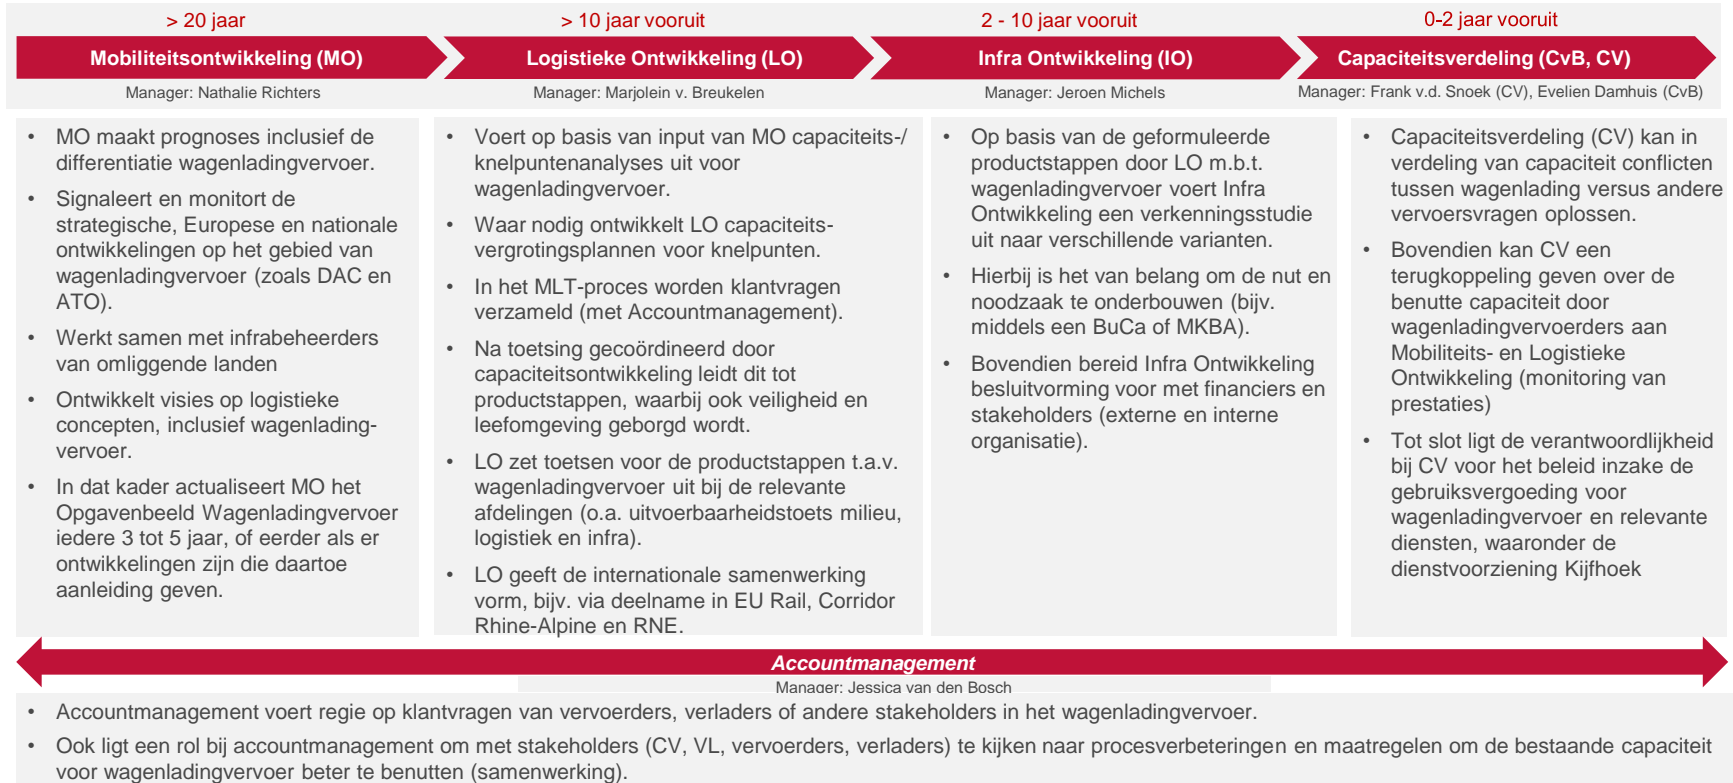 > 20 jaar
> 10 jaar vooruit
2 - 10 jaar vooruit
0-2 jaar vooruit
Mobiliteitsontwikkeling (MO)
Logistieke Ontwikkeling (LO)
Infra Ontwikkeling (IO)
Capaciteitsverdeling (CvB, CV)
Manager: Nathalie Richters
Manager: Marjolein v. Breukelen
Manager: Jeroen Michels
Manager: Frank v.d. Snoek (CV), Evelien Damhuis (CvB)
• MO maakt prognoses inclusief de
differentiatie wagenladingvervoer.
• Signaleert en monitort de
strategische, Europese en nationale
ontwikkelingen op het gebied van
wagenladingvervoer (zoals DAC en
ATO).
• Werkt samen met infrabeheerders
van omliggende landen
• Ontwikkelt visies op logistieke
concepten, inclusief wagenlading-
vervoer.
• In dat kader actualiseert MO het
Opgavenbeeld Wagenladingvervoer
iedere 3 tot 5 jaar, of eerder als er
ontwikkelingen zijn die daartoe
aanleiding geven.
• Voert op basis van input van MO capaciteits-/
knelpuntenanalyses uit voor
wagenladingvervoer.
• Waar nodig ontwikkelt LO capaciteits-
vergrotingsplannen voor knelpunten.
• In het MLT-proces worden klantvragen
verzameld (met Accountmanagement).
• Na toetsing gecoördineerd door
capaciteitsontwikkeling leidt dit tot
productstappen, waarbij ook veiligheid en
leefomgeving geborgd wordt.
• LO zet toetsen voor de productstappen t.a.v.
wagenladingvervoer uit bij de relevante
afdelingen (o.a. uitvoerbaarheidstoets milieu,
logistiek en infra).
• LO geeft de internationale samenwerking
vorm, bijv. via deelname in EU Rail, Corridor
Rhine-Alpine en RNE.
• Op basis van de geformuleerde
productstappen door LO m.b.t.
wagenladingvervoer voert Infra
Ontwikkeling een verkenningsstudie
uit naar verschillende varianten.
• Hierbij is het van belang om de nut en
noodzaak te onderbouwen (bijv.
middels een BuCa of MKBA).
• Bovendien bereid Infra Ontwikkeling
besluitvorming voor met financiers en
stakeholders (externe en interne
organisatie).
• Capaciteitsverdeling (CV) kan in
verdeling van capaciteit conflicten
tussen wagenlading versus andere
vervoersvragen oplossen.
• Bovendien kan CV een
terugkoppeling geven over de
benutte capaciteit door
wagenladingvervoerders aan
Mobiliteits- en Logistieke
Ontwikkeling (monitoring van
prestaties)
• Tot slot ligt de verantwoordelijkheid
bij CV voor het beleid inzake de
gebruiksvergoeding voor
wagenladingvervoer en relevante
diensten, waaronder de
dienstvoorziening Kijfhoek
Accountmanagement
Manager: Jessica van den Bosch
• Accountmanagement voert regie op klantvragen van vervoerders, verladers of andere stakeholders in het wagenladingvervoer.
• Ook ligt een rol bij accountmanagement om met stakeholders (CV, VL, vervoerders, verladers) te kijken naar procesverbeteringen en maatregelen om de bestaande capaciteit
voor wagenladingvervoer beter te benutten (samenwerking).